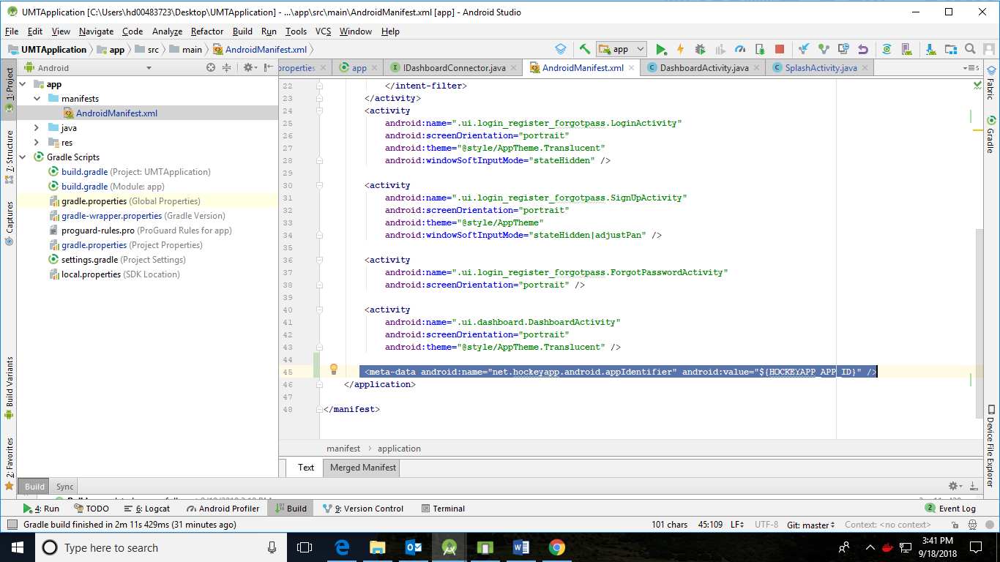 UMTApplication [C:\Users\hd00483723\Desktop\UMTApplication] - ...\app\src\main\AndroidManifest.xml [app] - Android Studio
File Edit View Navigate Code Analyze Refactor Build Run Tools VCS Window Help
UMTApplication app src main AndroidManifest.xml app
1: Project
Android
properties app IDashboardConnector.java AndroidManifest.xml DashboardActivity.java SplashActivity.java
app
manifests
AndroidManifest.xml
java
res
Gradle Scripts
build.gradle (Project: UMTApplication)
build.gradle (Module: app)
gradle.properties (Global Properties)
gradle-wrapper.properties (Gradle Version)
proguard-rules.pro (ProGuard Rules for app)
gradle.properties (Project Properties)
settings.gradle (Project Settings)
local.properties (SDK Location)
7: Structure
Captures
Build Variants
2: Favorites
22 </intent-filter>
23 </activity>
24 <activity
25 android:name=".ui.login_register_forgotpass.LoginActivity"
26 android:screenOrientation="portrait"
27 android:theme="@style/AppTheme.Translucent"
28 android:windowSoftInputMode="stateHidden" />
29
30 <activity
31 android:name=".ui.login_register_forgotpass.SignUpActivity"
32 android:screenOrientation="portrait"
33 android:theme="@style/AppTheme"
34 android:windowSoftInputMode="stateHidden|adjustPan" />
35
36 <activity
37 android:name=".ui.login_register_forgotpass.ForgotPasswordActivity"
38 android:screenOrientation="portrait" />
39
40 <activity
41 android:name=".ui.dashboard.DashboardActivity"
42 android:screenOrientation="portrait"
43 android:theme="@style/AppTheme.Translucent" />
44
45 <meta-data android:name="net.hockeyapp.android.appIdentifier" android:value="${HOCKEYAPP_APP_ID}" />
46 </application>
47
48 </manifest>
manifest › application
Text Merged Manifest
Fabric
Gradle
Device File Explorer
Build Sync
4: Run TODO 6: Logcat Android Profiler Build 9: Version Control Terminal 2 Event Log
Gradle build finished in 2m 11s 429ms (31 minutes ago) 101 chars 45:109 LF UTF-8 Git: master Context: <no context>
Type here to search
3:41 PM
9/18/2018